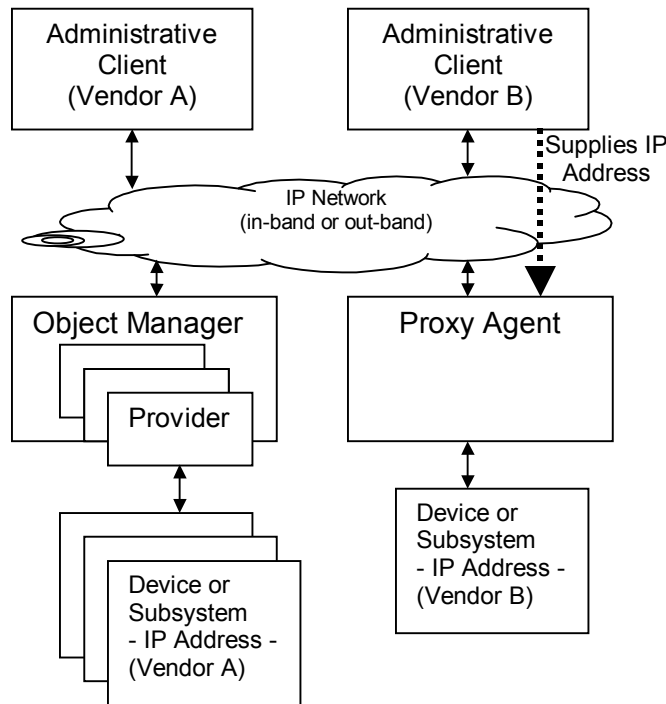 Administrative
Client
(Vendor A)
Administrative
Client
(Vendor B)
Supplies IP
Address
IP Network
(in-band or out-band)
Object Manager
Provider
Proxy Agent
Device or
Subsystem
- IP Address -
(Vendor A)
Device or
Subsystem
- IP Address -
(Vendor B)